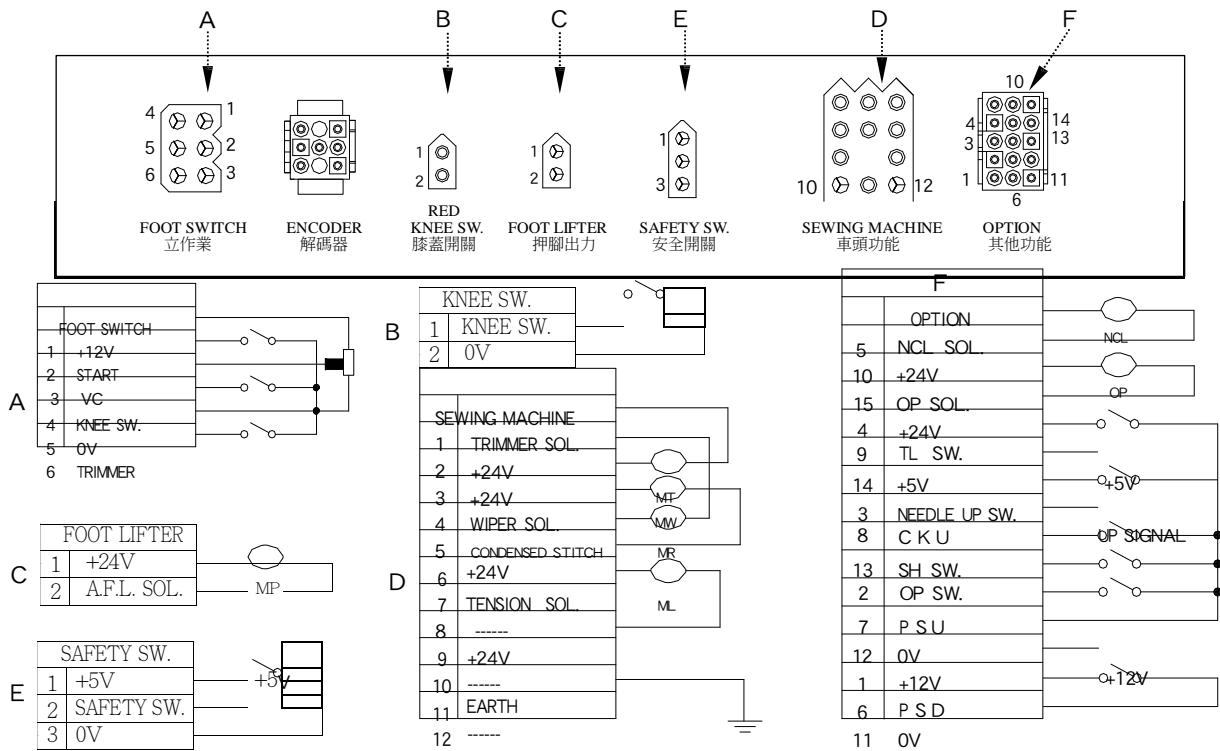 A B C E D F
4 1
5 2
6 3
1
2
1
2
1
3
10 12
10
4 14
3 13
1 11
6
FOOT SWITCH ENCODER RED KNEE SW. FOOT LIFTER SAFETY SW. SEWING MACHINE OPTION
立作業 解碼器 膝蓋開關 押腳出力 安全開關 車頭功能 其他功能
A
FOOT SWITCH
1 +12V
2 START
3 VC
4 KNEE SW.
5 0V
6 TRIMMER
B
KNEE SW.
1 KNEE SW.
2 0V
C
FOOT LIFTER
1 +24V
2 A.F.L. SOL.
MP
D
SEWING MACHINE
1 TRIMMER SOL.
2 +24V
3 +24V
4 WIPER SOL.
5 CONDENSED STITCH
6 +24V
7 TENSION SOL.
8 ------
9 +24V
10 ------
11 EARTH
12 ------
MT
MW
MR
ML
E
SAFETY SW.
1 +5V
2 SAFETY SW.
3 0V
+5V
F
OPTION
5 NCL SOL.
10 +24V
15 OP SOL.
4 +24V
9 TL SW.
14 +5V
3 NEEDLE UP SW.
8 CKU
13 SH SW.
2 OP SW.
7 PSU
12 0V
1 +12V
6 PSD
11 0V
NCL
OP
+5V
UP SIGNAL
+12V